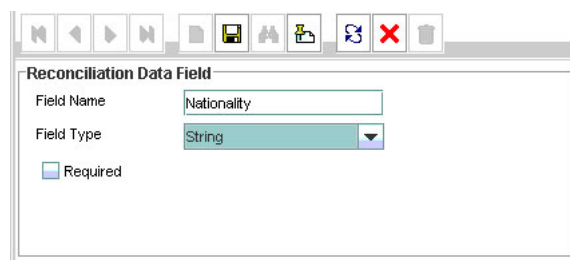 Reconciliation Data Field
Field Name Nationality
Field Type String
Required